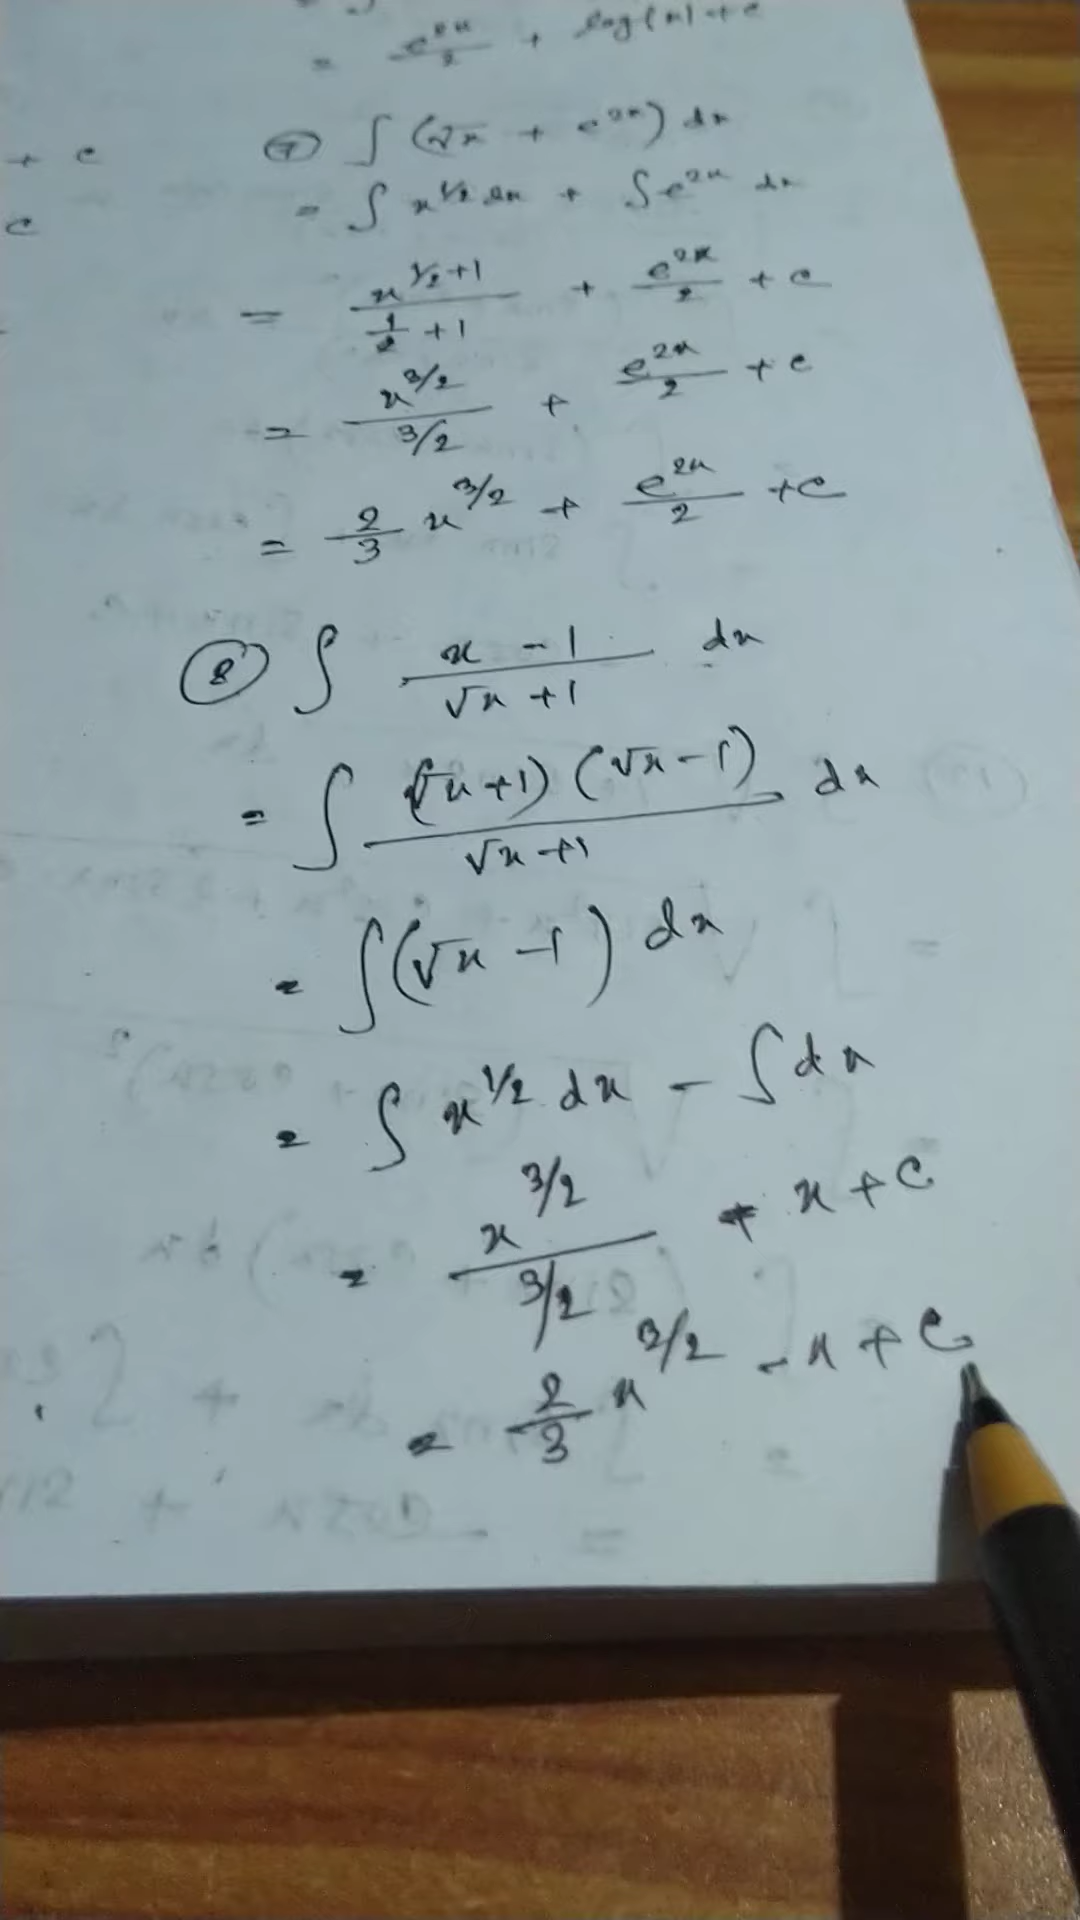 = e^{2x}/2 + log(x) + c
+ c
c
⑦ ∫ (√x + e^{2x}) dx
= ∫ x^{1/2} dx + ∫ e^{2x} dx
= x^{1/2+1}/(1/2 + 1) + e^{2x}/2 + c
= x^{3/2}/(3/2) + e^{2x}/2 + c
= 2/3 x^{3/2} + e^{2x}/2 + c
⑧ ∫ (x - 1)/(√x + 1) dx
= ∫ (√x + 1) (√x - 1)/(√x + 1) dx
= ∫ (√x - 1) dx
= ∫ x^{1/2} dx - ∫ dx
= x^{3/2}/(3/2) - x + c
= 2/3 x^{3/2} - x + c